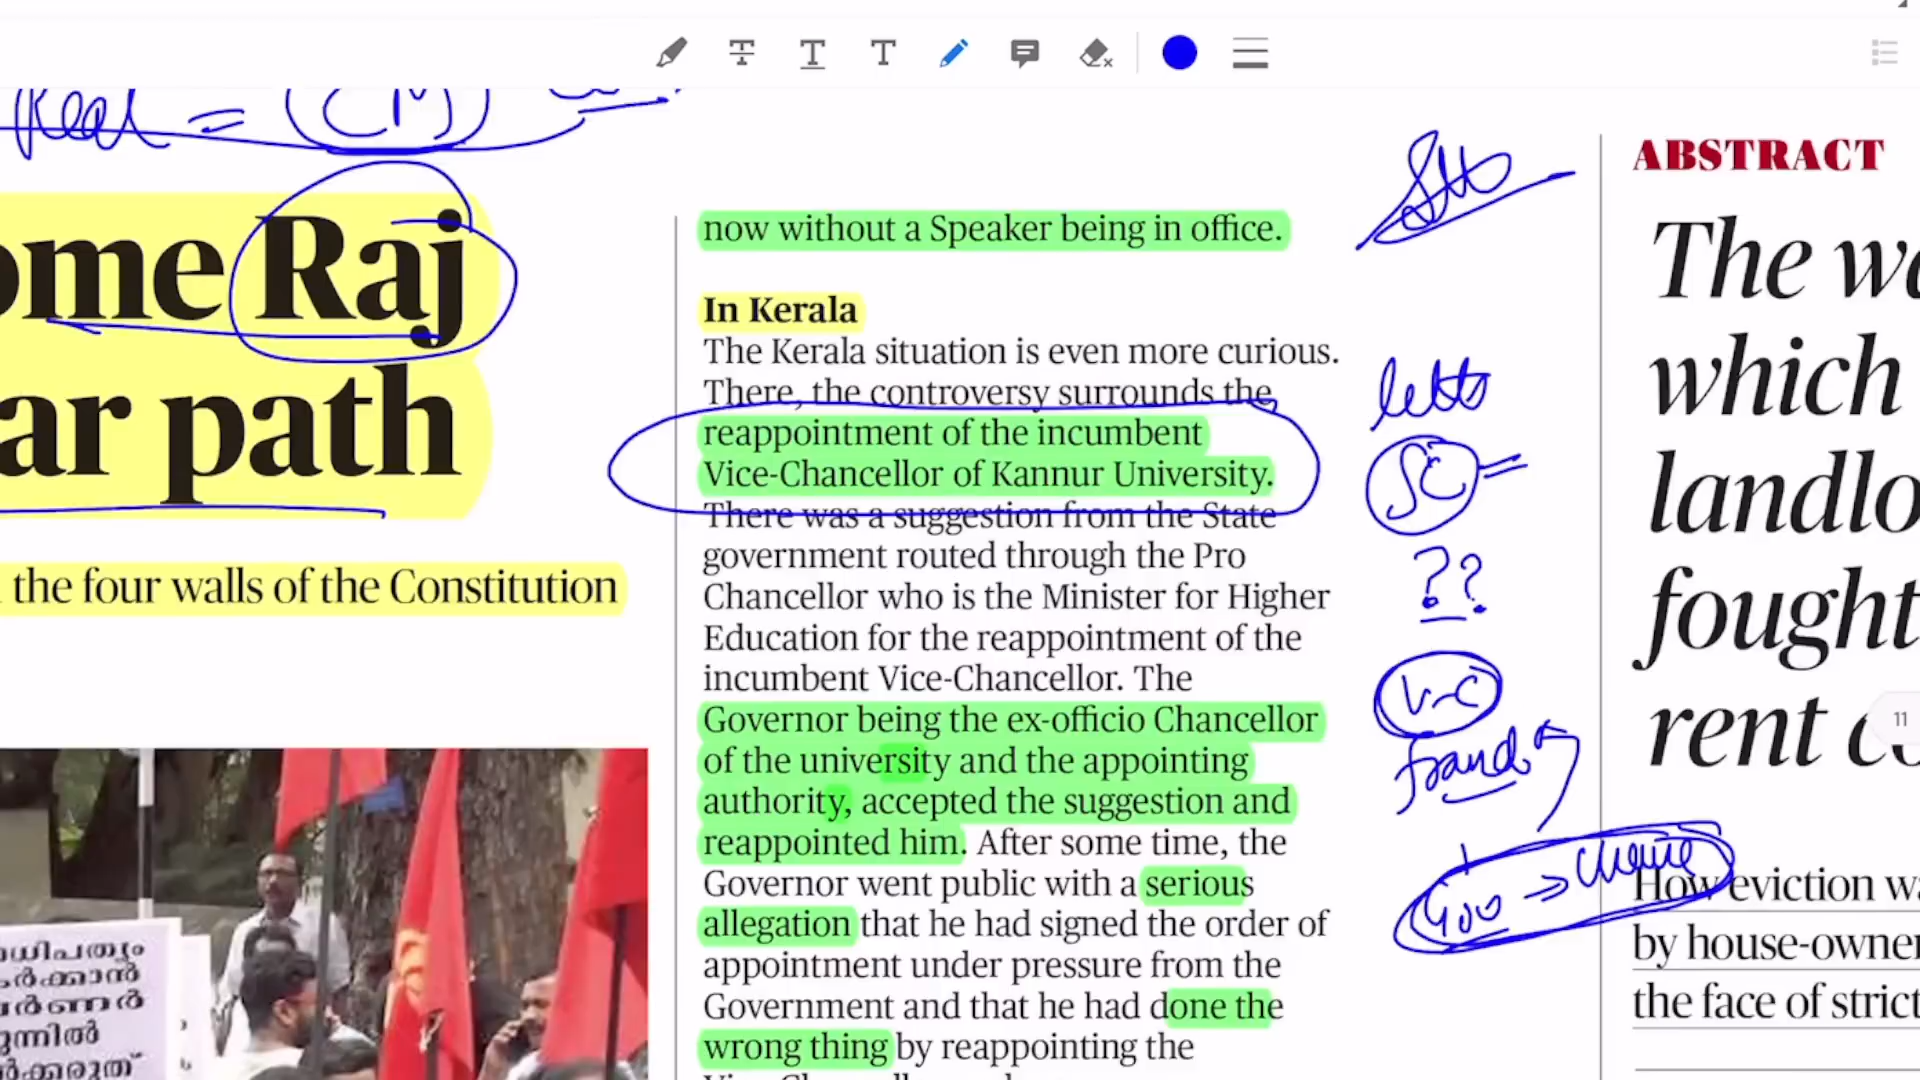 Real = (CM)
ome Raj
ar path
the four walls of the Constitution
now without a Speaker being in office.
In Kerala
The Kerala situation is even more curious.
There, the controversy surrounds the
reappointment of the incumbent
Vice-Chancellor of Kannur University.
There was a suggestion from the State
government routed through the Pro
Chancellor who is the Minister for Higher
Education for the reappointment of the
incumbent Vice-Chancellor. The
Governor being the ex-officio Chancellor
of the university and the appointing
authority, accepted the suggestion and
reappointed him. After some time, the
Governor went public with a serious
allegation that he had signed the order of
appointment under pressure from the
Government and that he had done the
wrong thing by reappointing the
SC =
??
V-C
ABSTRACT
The wa
which
landlo
fought
rent c
11
How eviction wa
by house-owner
the face of strict